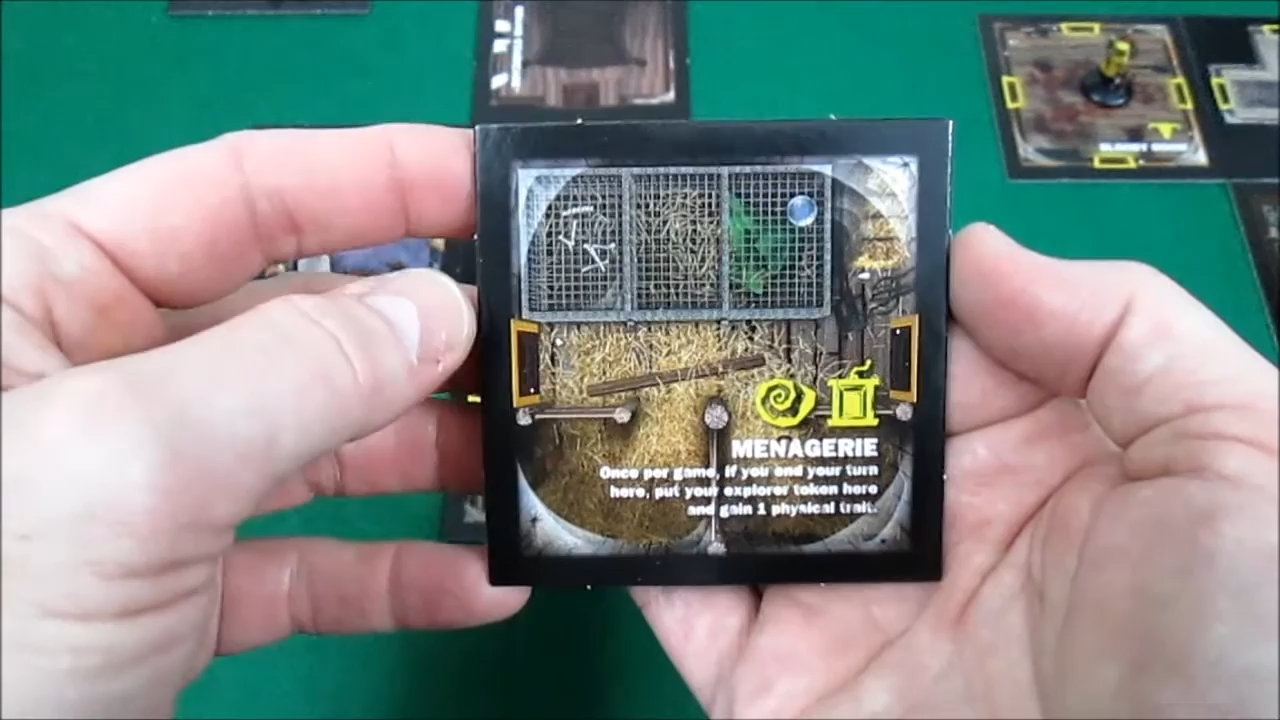 MENAGERIE
Once per game, if you end your turn
here, put your explorer token here
and gain 1 physical trait.